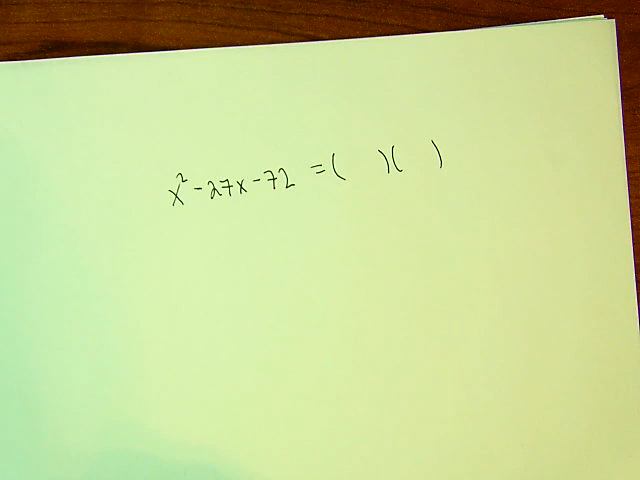 x² - 27x - 72 = (    )(    )